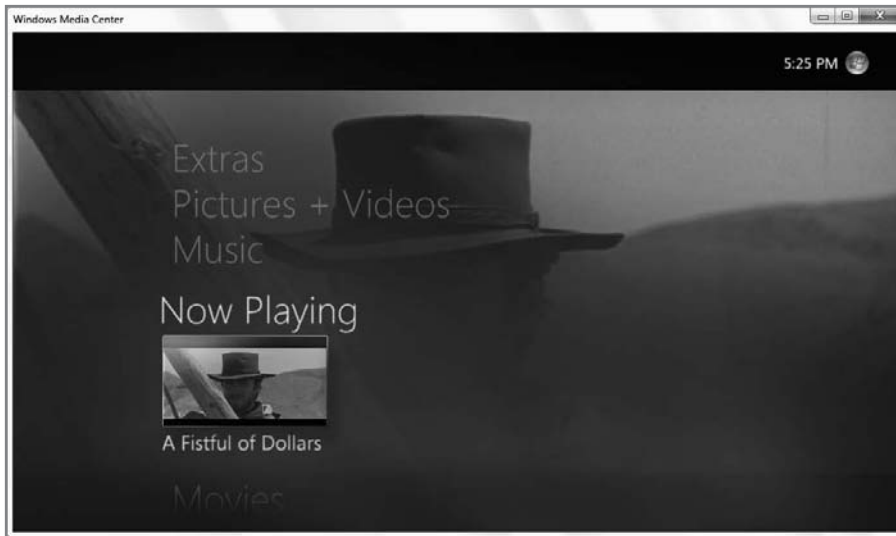 Windows Media Center
5:25 PM
Extras
Pictures + Videos
Music
Now Playing
A Fistful of Dollars
Movies